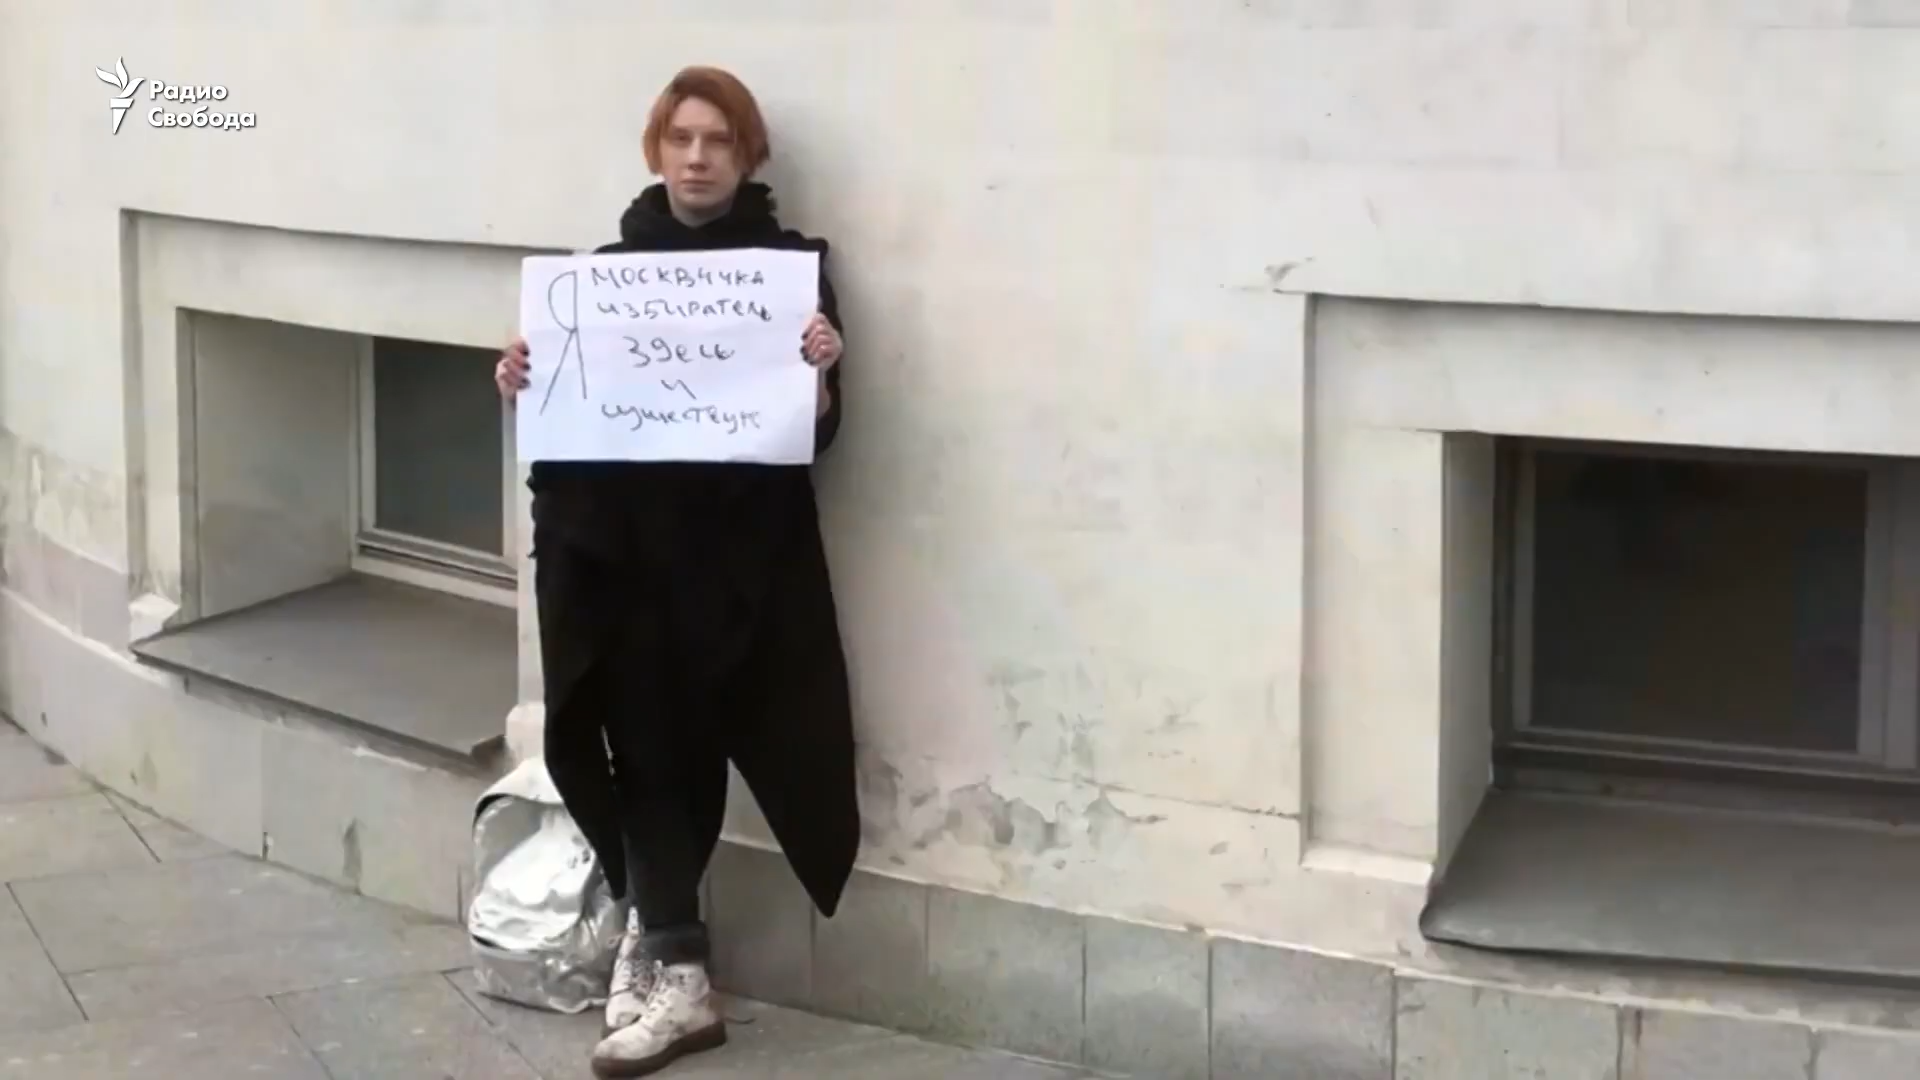 Радио
Свобода
Я
москвичка
избиратель
здесь
и
существую